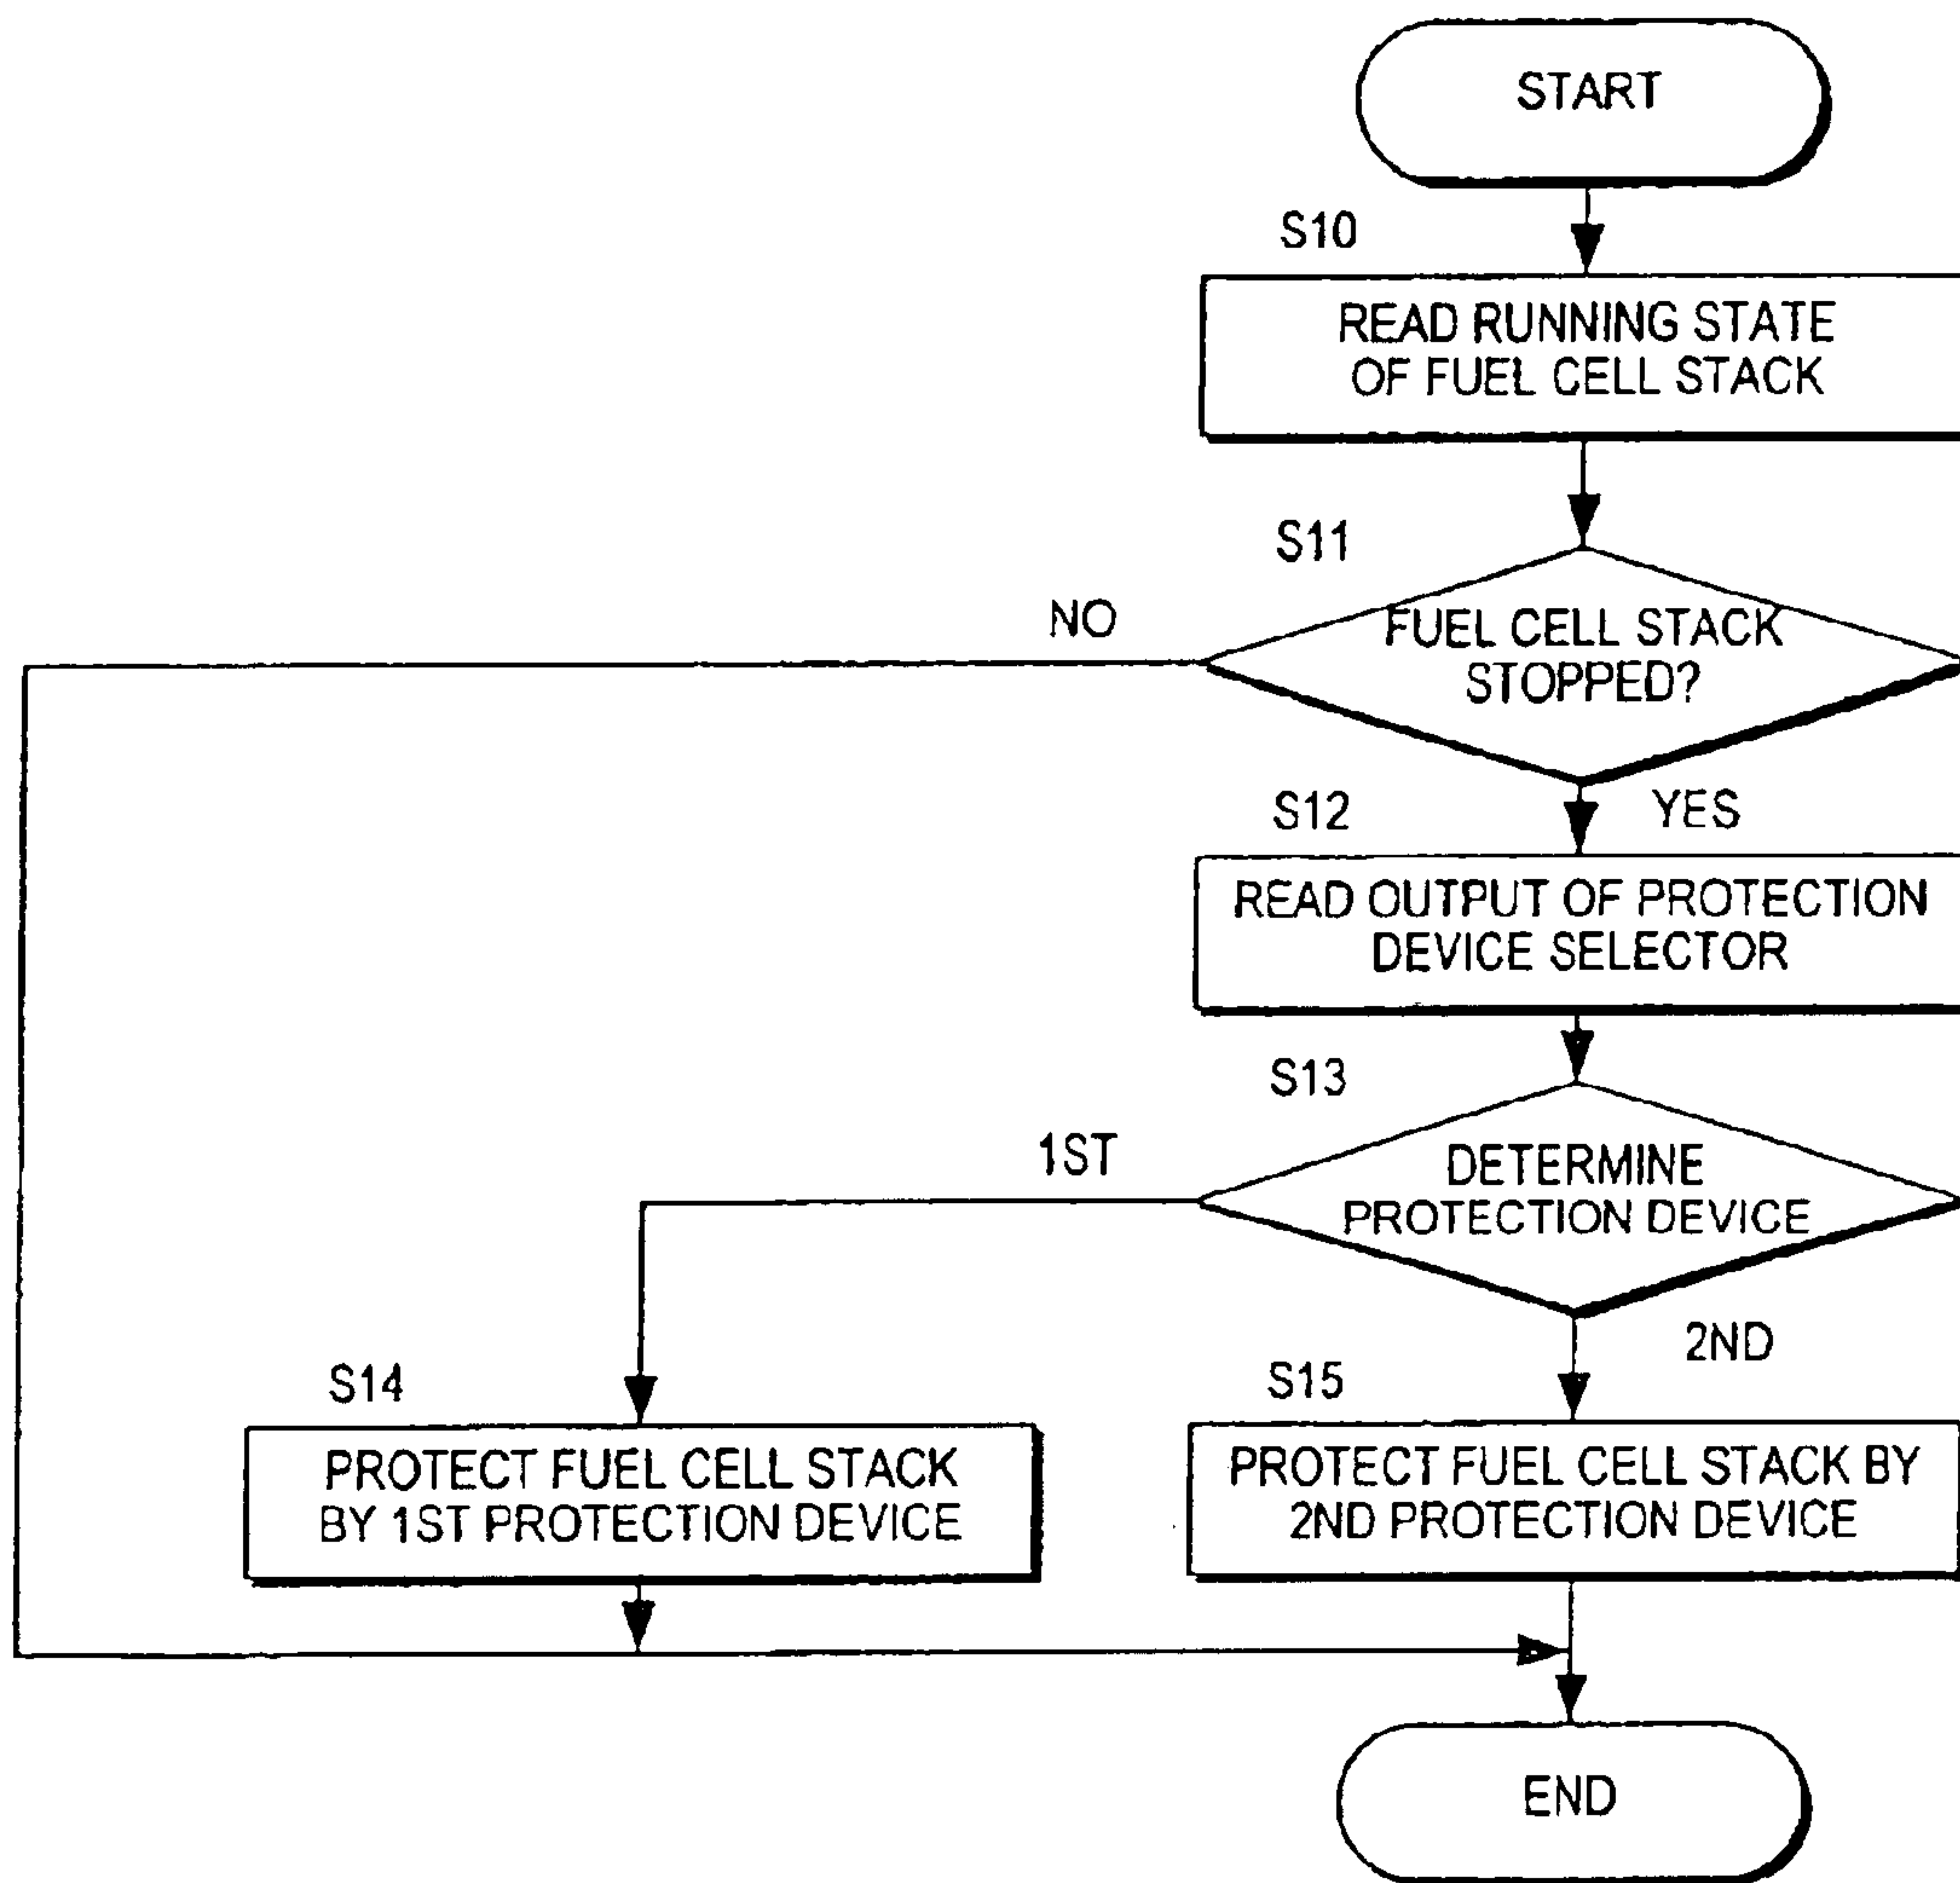 START
S10
READ RUNNING STATE
OF FUEL CELL STACK
S11
NO
FUEL CELL STACK
STOPPED?
S12
YES
READ OUTPUT OF PROTECTION
DEVICE SELECTOR
S13
1ST
DETERMINE
PROTECTION DEVICE
2ND
S14
PROTECT FUEL CELL STACK
BY 1ST PROTECTION DEVICE
S15
PROTECT FUEL CELL STACK BY
2ND PROTECTION DEVICE
END